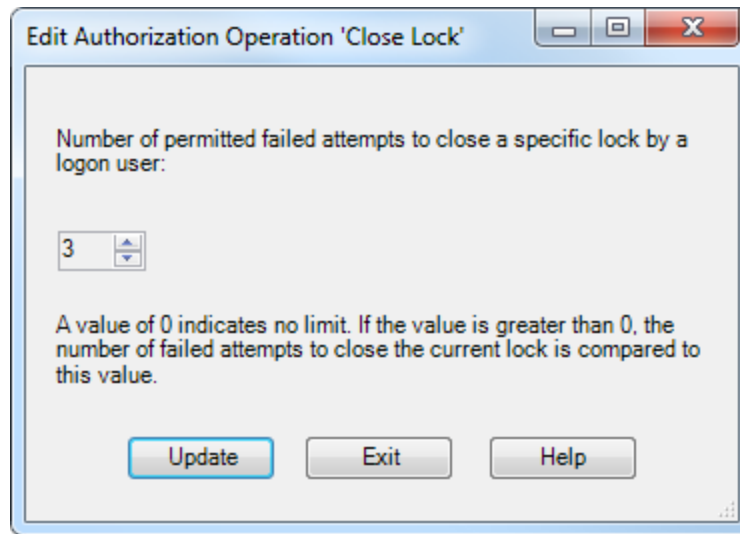 Edit Authorization Operation 'Close Lock'
Number of permitted failed attempts to close a specific lock by a
logon user:
3
A value of 0 indicates no limit. If the value is greater than 0, the
number of failed attempts to close the current lock is compared to
this value.
Update Exit Help